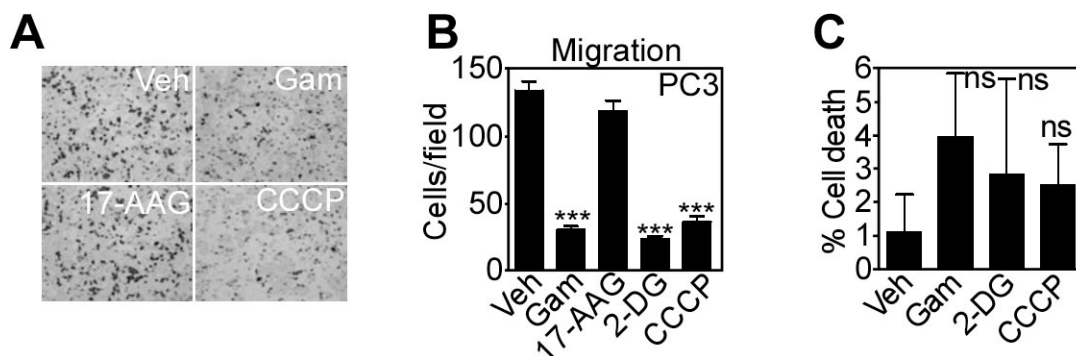 A
Veh
Gam
17-AAG
CCCP
B
Migration
PC3
Cells/field
150
100
50
0
***
***
***
Veh
Gam
17-AAG
2-DG
CCCP
C
% Cell death
6
5
4
3
2
1
0
ns
ns
ns
Veh
Gam
2-DG
CCCP